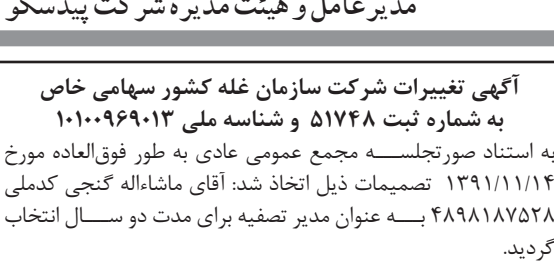 مدیرعامل و هیئت مدیره شرکت پیدسکو
آگهی تغییرات شرکت سازمان غله کشور سهامی خاص
به شماره ثبت ۵۱۷۴۸ و شناسه ملی ۱۰۱۰۰۹۶۹۰۱۳
به استناد صورتجلسه مجمع عمومی عادی به طور فوق‌العاده مورخ
۱۳۹۱/۱۱/۱۴ تصمیمات ذیل اتخاذ شد: آقای ماشاءاله گنجی کدملی
۴۸۹۸۱۸۷۵۲۸ به عنوان مدیر تصفیه برای مدت دو سال انتخاب
گردید.